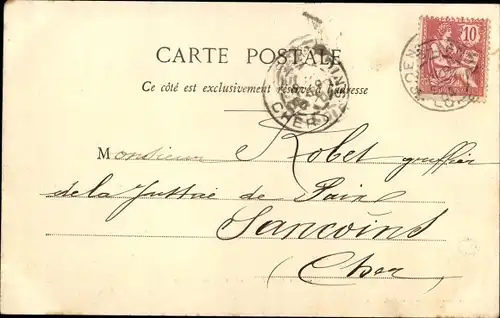 CARTE POSTALE
Ce côté est exclusivement réservé à l'adresse
10
CHER
Monsieur Robet greffier
de la Justice de Paix
Sancoins
Cher